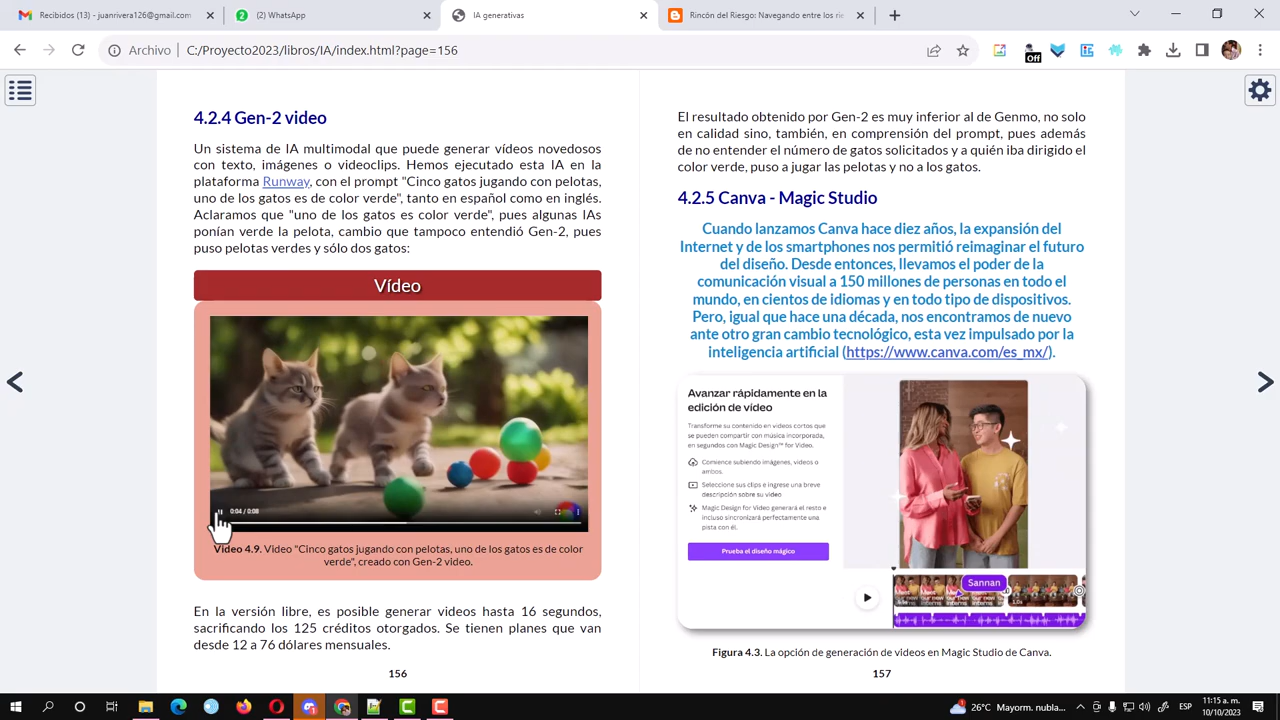 Recibidos (13) - juanrivera126@gmail.com
(2) WhatsApp
IA generativas
Rincón del Riesgo: Navegando entre los rie
Archivo
C:/Proyecto2023/libros/IA/index.html?page=156
Off
4.2.4 Gen-2 video
Un sistema de IA multimodal que puede generar vídeos novedosos
con texto, imágenes o videoclips. Hemos ejecutado esta IA en la
plataforma Runway, con el prompt "Cinco gatos jugando con pelotas,
uno de los gatos es de color verde", tanto en español como en inglés.
Aclaramos que "uno de los gatos es color verde", pues algunas IAs
ponían verde la pelota, cambio que tampoco entendió Gen-2, pues
puso pelotas verdes y sólo dos gatos:
Vídeo
0:04 / 0:08
Video 4.9. Video "Cinco gatos jugando con pelotas, uno de los gatos es de color
verde", creado con Gen-2 video.
En la versión libre, es posible generar videos hasta 16 segundos,
sacrificando los 125 créditos otorgados. Se tienen planes que van
desde 12 a 76 dólares mensuales.
156
El resultado obtenido por Gen-2 es muy inferior al de Genmo, no solo
en calidad sino, también, en comprensión del prompt, pues además
de no entender el número de gatos solicitados y a quién iba dirigido el
color verde, puso a jugar las pelotas y no a los gatos.
4.2.5 Canva - Magic Studio
Cuando lanzamos Canva hace diez años, la expansión del
Internet y de los smartphones nos permitió reimaginar el futuro
del diseño. Desde entonces, llevamos el poder de la
comunicación visual a 150 millones de personas en todo el
mundo, en cientos de idiomas y en todo tipo de dispositivos.
Pero, igual que hace una década, nos encontramos de nuevo
ante otro gran cambio tecnológico, esta vez impulsado por la
inteligencia artificial (https://www.canva.com/es_mx/).
Avanzar rápidamente en la
edición de vídeo
Transforme su contenido en videos cortos que
se pueden compartir con música incorporada,
en segundos con Magic Design™ for Video.
Comience subiendo imágenes, videos o
ambos.
Seleccione sus clips e ingrese una breve
descripción sobre su video
Magic Design for Video generará el resto e
incluso sincronizará perfectamente una
pista con él.
Prueba el diseño mágico
Sannan
1.0s
Figura 4.3. La opción de generación de videos en Magic Studio de Canva.
157
26°C Mayorm. nubla...
ESP
11:15 a. m.
10/10/2023